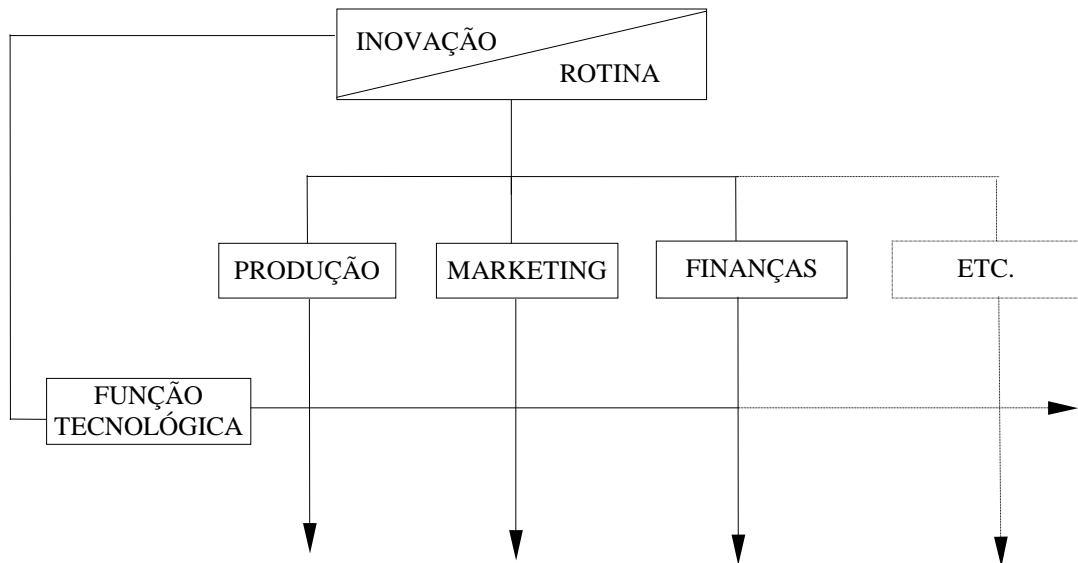 INOVAÇÃO
ROTINA
PRODUÇÃO
MARKETING
FINANÇAS
ETC.
FUNÇÃO
TECNOLÓGICA